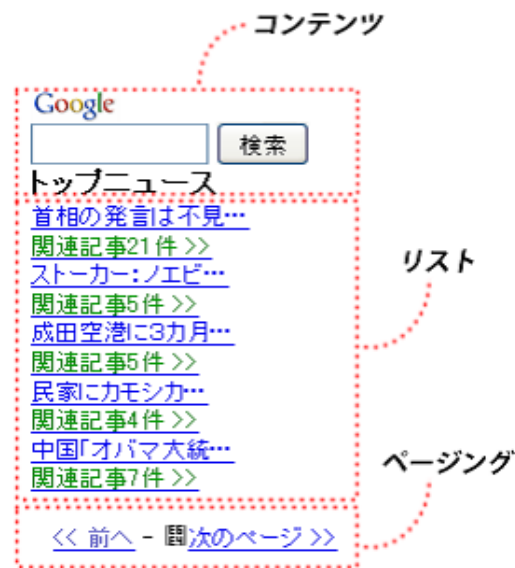 コンテンツ
Google
検索
トップニュース
首相の発言は不見…
関連記事21件 >>
ストーカー:ノエビ…
関連記事5件 >>
成田空港に3カ月…
関連記事5件 >>
民家にカモシカ…
関連記事4件 >>
中国「オバマ大統…
関連記事7件 >>
リスト
ページング
<< 前へ - 次のページ >>